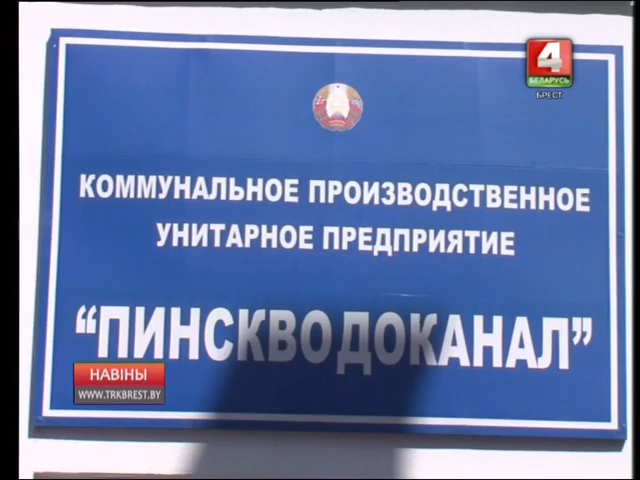 4
БЕЛАРУСЬ
БРЕСТ
КОММУНАЛЬНОЕ ПРОИЗВОДСТВЕННОЕ
УНИТАРНОЕ ПРЕДПРИЯТИЕ
“ПИНСКВОДОКАНАЛ”
НАВІНЫ
WWW.TRKBREST.BY